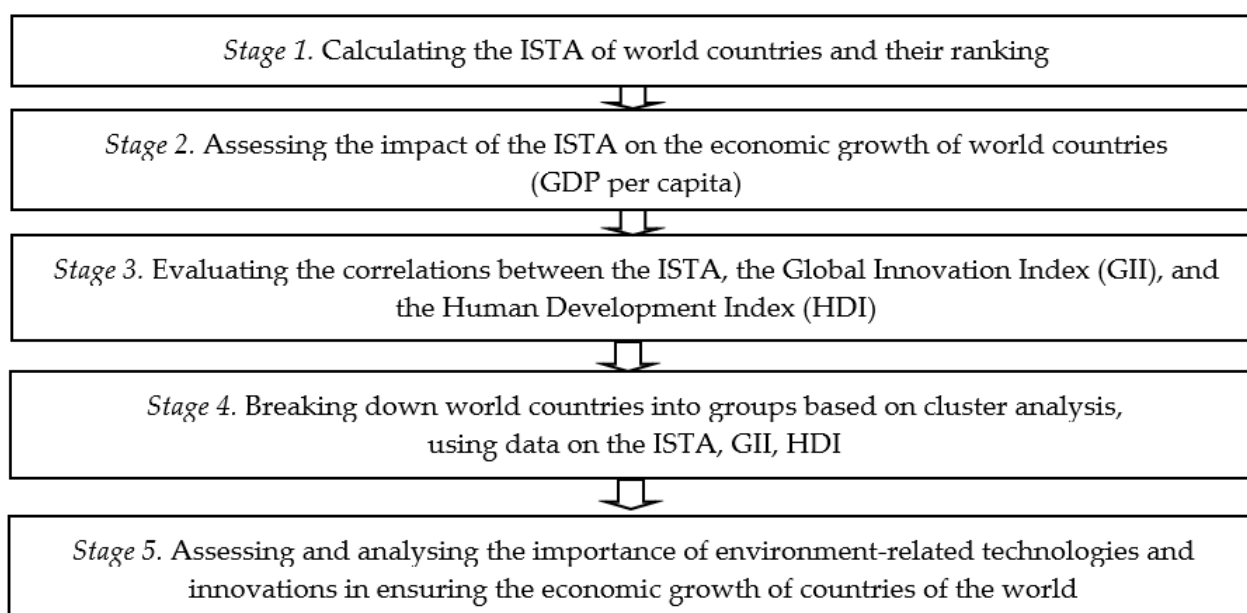 Stage 1. Calculating the ISTA of world countries and their ranking
Stage 2. Assessing the impact of the ISTA on the economic growth of world countries
(GDP per capita)
Stage 3. Evaluating the correlations between the ISTA, the Global Innovation Index (GII), and
the Human Development Index (HDI)
Stage 4. Breaking down world countries into groups based on cluster analysis,
using data on the ISTA, GII, HDI
Stage 5. Assessing and analysing the importance of environment-related technologies and
innovations in ensuring the economic growth of countries of the world